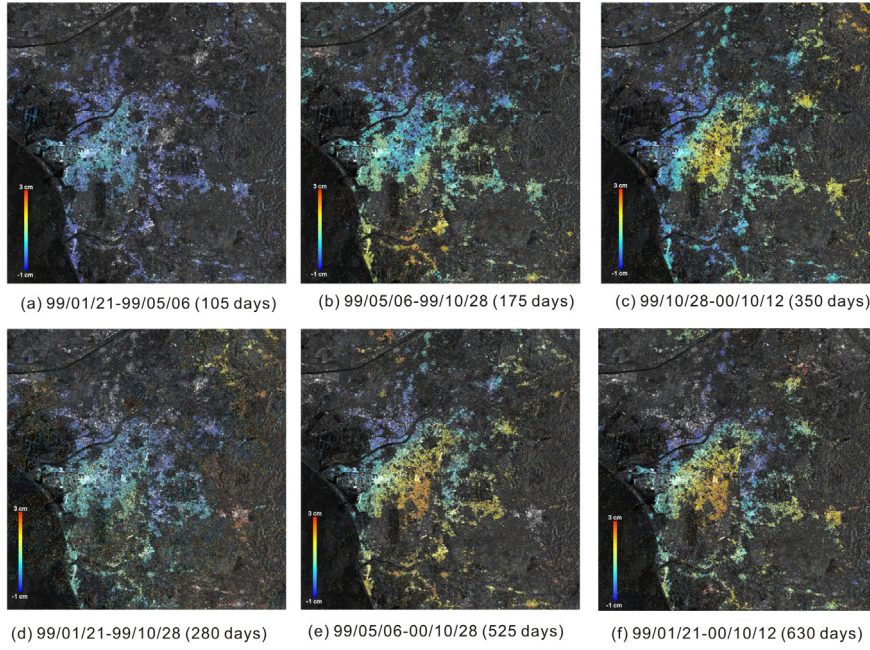 3 cm
-1 cm
3 cm
-1 cm
3 cm
-1 cm
(a) 99/01/21-99/05/06 (105 days)
(b) 99/05/06-99/10/28 (175 days)
(c) 99/10/28-00/10/12 (350 days)
3 cm
-1 cm
3 cm
-1 cm
3 cm
-1 cm
(d) 99/01/21-99/10/28 (280 days)
(e) 99/05/06-00/10/28 (525 days)
(f) 99/01/21-00/10/12 (630 days)